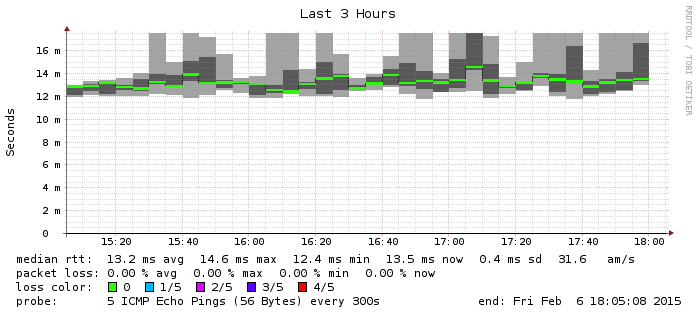 Last 3 Hours
RRDTOOL / TOBI OETIKER
Seconds
16 m
14 m
12 m
10 m
8 m
6 m
4 m
2 m
0
15:20 15:40 16:00 16:20 16:40 17:00 17:20 17:40 18:00
median rtt: 13.2 ms avg 14.6 ms max 12.4 ms min 13.5 ms now 0.4 ms sd 31.6 am/s
packet loss: 0.00 % avg 0.00 % max 0.00 % min 0.00 % now
loss color: 0 1/5 2/5 3/5 4/5
probe: 5 ICMP Echo Pings (56 Bytes) every 300s end: Fri Feb 6 18:05:08 2015